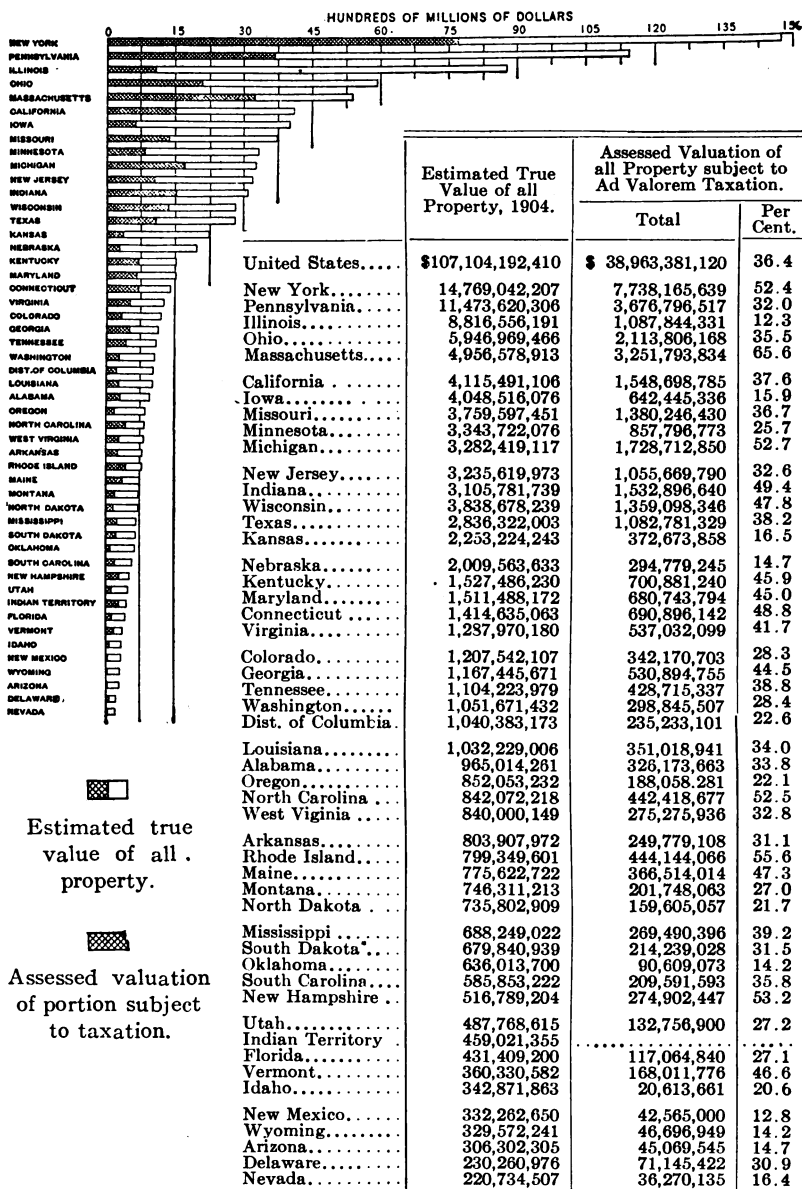 HUNDREDS OF MILLIONS OF DOLLARS
0 15 30 45 60 75 90 105 120 135
NEW YORK
PENNSYLVANIA
ILLINOIS
OHIO
MASSACHUSETTS
CALIFORNIA
IOWA
MISSOURI
MINNESOTA
MICHIGAN
NEW JERSEY
INDIANA
WISCONSIN
TEXAS
KANSAS
NEBRASKA
KENTUCKY
MARYLAND
CONNECTICUT
VIRGINIA
COLORADO
GEORGIA
TENNESSEE
WASHINGTON
DIST. OF COLUMBIA
LOUISIANA
ALABAMA
OREGON
NORTH CAROLINA
WEST VIRGINIA
ARKANSAS
RHODE ISLAND
MAINE
MONTANA
NORTH DAKOTA
MISSISSIPPI
SOUTH DAKOTA
OKLAHOMA
SOUTH CAROLINA
NEW HAMPSHIRE
UTAH
INDIAN TERRITORY
FLORIDA
VERMONT
IDAHO
NEW MEXICO
WYOMING
ARIZONA
DELAWARE
NEVADA
Estimated true
value of all
property.
Assessed valuation
of portion subject
to taxation.
Estimated True
Value of all
Property, 1904.
Assessed Valuation of
all Property subject to
Ad Valorem Taxation.
Total
Per
Cent.
United States..... $107,104,192,410 $ 38,963,381,120 36.4
New York........ 14,769,042,207 7,738,165,639 52.4
Pennsylvania..... 11,473,620,306 3,676,796,517 32.0
Illinois........... 8,816,556,191 1,087,844,331 12.3
Ohio............. 5,946,969,466 2,113,806,168 35.5
Massachusetts.... 4,956,578,913 3,251,793,834 65.6
California ....... 4,115,491,106 1,548,698,785 37.6
Iowa........ .. 4,048,516,076 642,445,336 15.9
Missouri......... 3,759,597,451 1,380,246,430 36.7
Minnesota....... 3,343,722,076 857,796,773 25.7
Michigan........ 3,282,419,117 1,728,712,850 52.7
New Jersey...... 3,235,619,973 1,055,669,790 32.6
Indiana.......... 3,105,781,739 1,532,896,640 49.4
Wisconsin....... 3,838,678,239 1,359,098,346 47.8
Texas........... 2,836,322,003 1,082,781,329 38.2
Kansas.......... 2,253,224,243 372,673,858 16.5
Nebraska........ 2,009,563,633 294,779,245 14.7
Kentucky........ 1,527,486,230 700,881,240 45.9
Maryland........ 1,511,488,172 680,743,794 45.0
Connecticut ..... 1,414,635,063 690,896,142 48.8
Virginia......... 1,287,970,180 537,032,099 41.7
Colorado......... 1,207,542,107 342,170,703 28.3
Georgia.......... 1,167,445,671 530,894,755 44.5
Tennessee........ 1,104,223,979 428,715,337 38.8
Washington...... 1,051,671,432 298,845,507 28.4
Dist. of Columbia. 1,040,383,173 235,233,101 22.6
Louisiana........ 1,032,229,006 351,018,941 34.0
Alabama......... 965,014,261 326,173,663 33.8
Oregon.......... 852,053,232 188,058.281 22.1
North Carolina ... 842,072,218 442,418,677 52.5
West Viginia .... 840,000,149 275,275,936 32.8
Arkansas........ 803,907,972 249,779,108 31.1
Rhode Island..... 799,349,601 444,144,066 55.6
Maine........... 775,622,722 366,514,014 47.3
Montana........ 746,311,213 201,748,063 27.0
North Dakota . .. 735,802,909 159,605,057 21.7
Mississippi ....... 688,249,022 269,490,396 39.2
South Dakota.... 679,840,939 214,239,028 31.5
Oklahoma........ 636,013,700 90,609,073 14.2
South Carolina.... 585,853,222 209,591,593 35.8
New Hampshire .. 516,789,204 274,902,447 53.2
Utah............ 487,768,615 132,756,900 27.2
Indian Territory . 459,021,355 ............ .....
Florida.......... 431,409,200 117,064,840 27.1
Vermont......... 360,330,582 168,011,776 46.6
Idaho............ 342,871,863 20,613,661 20.6
New Mexico...... 332,262,650 42,565,000 12.8
Wyoming........ 329,572,241 46,696,949 14.2
Arizona.......... 306,302,305 45,069,545 14.7
Delaware........ 230,260,976 71,145,422 30.9
Nevada.......... 220,734,507 36,270,135 16.4